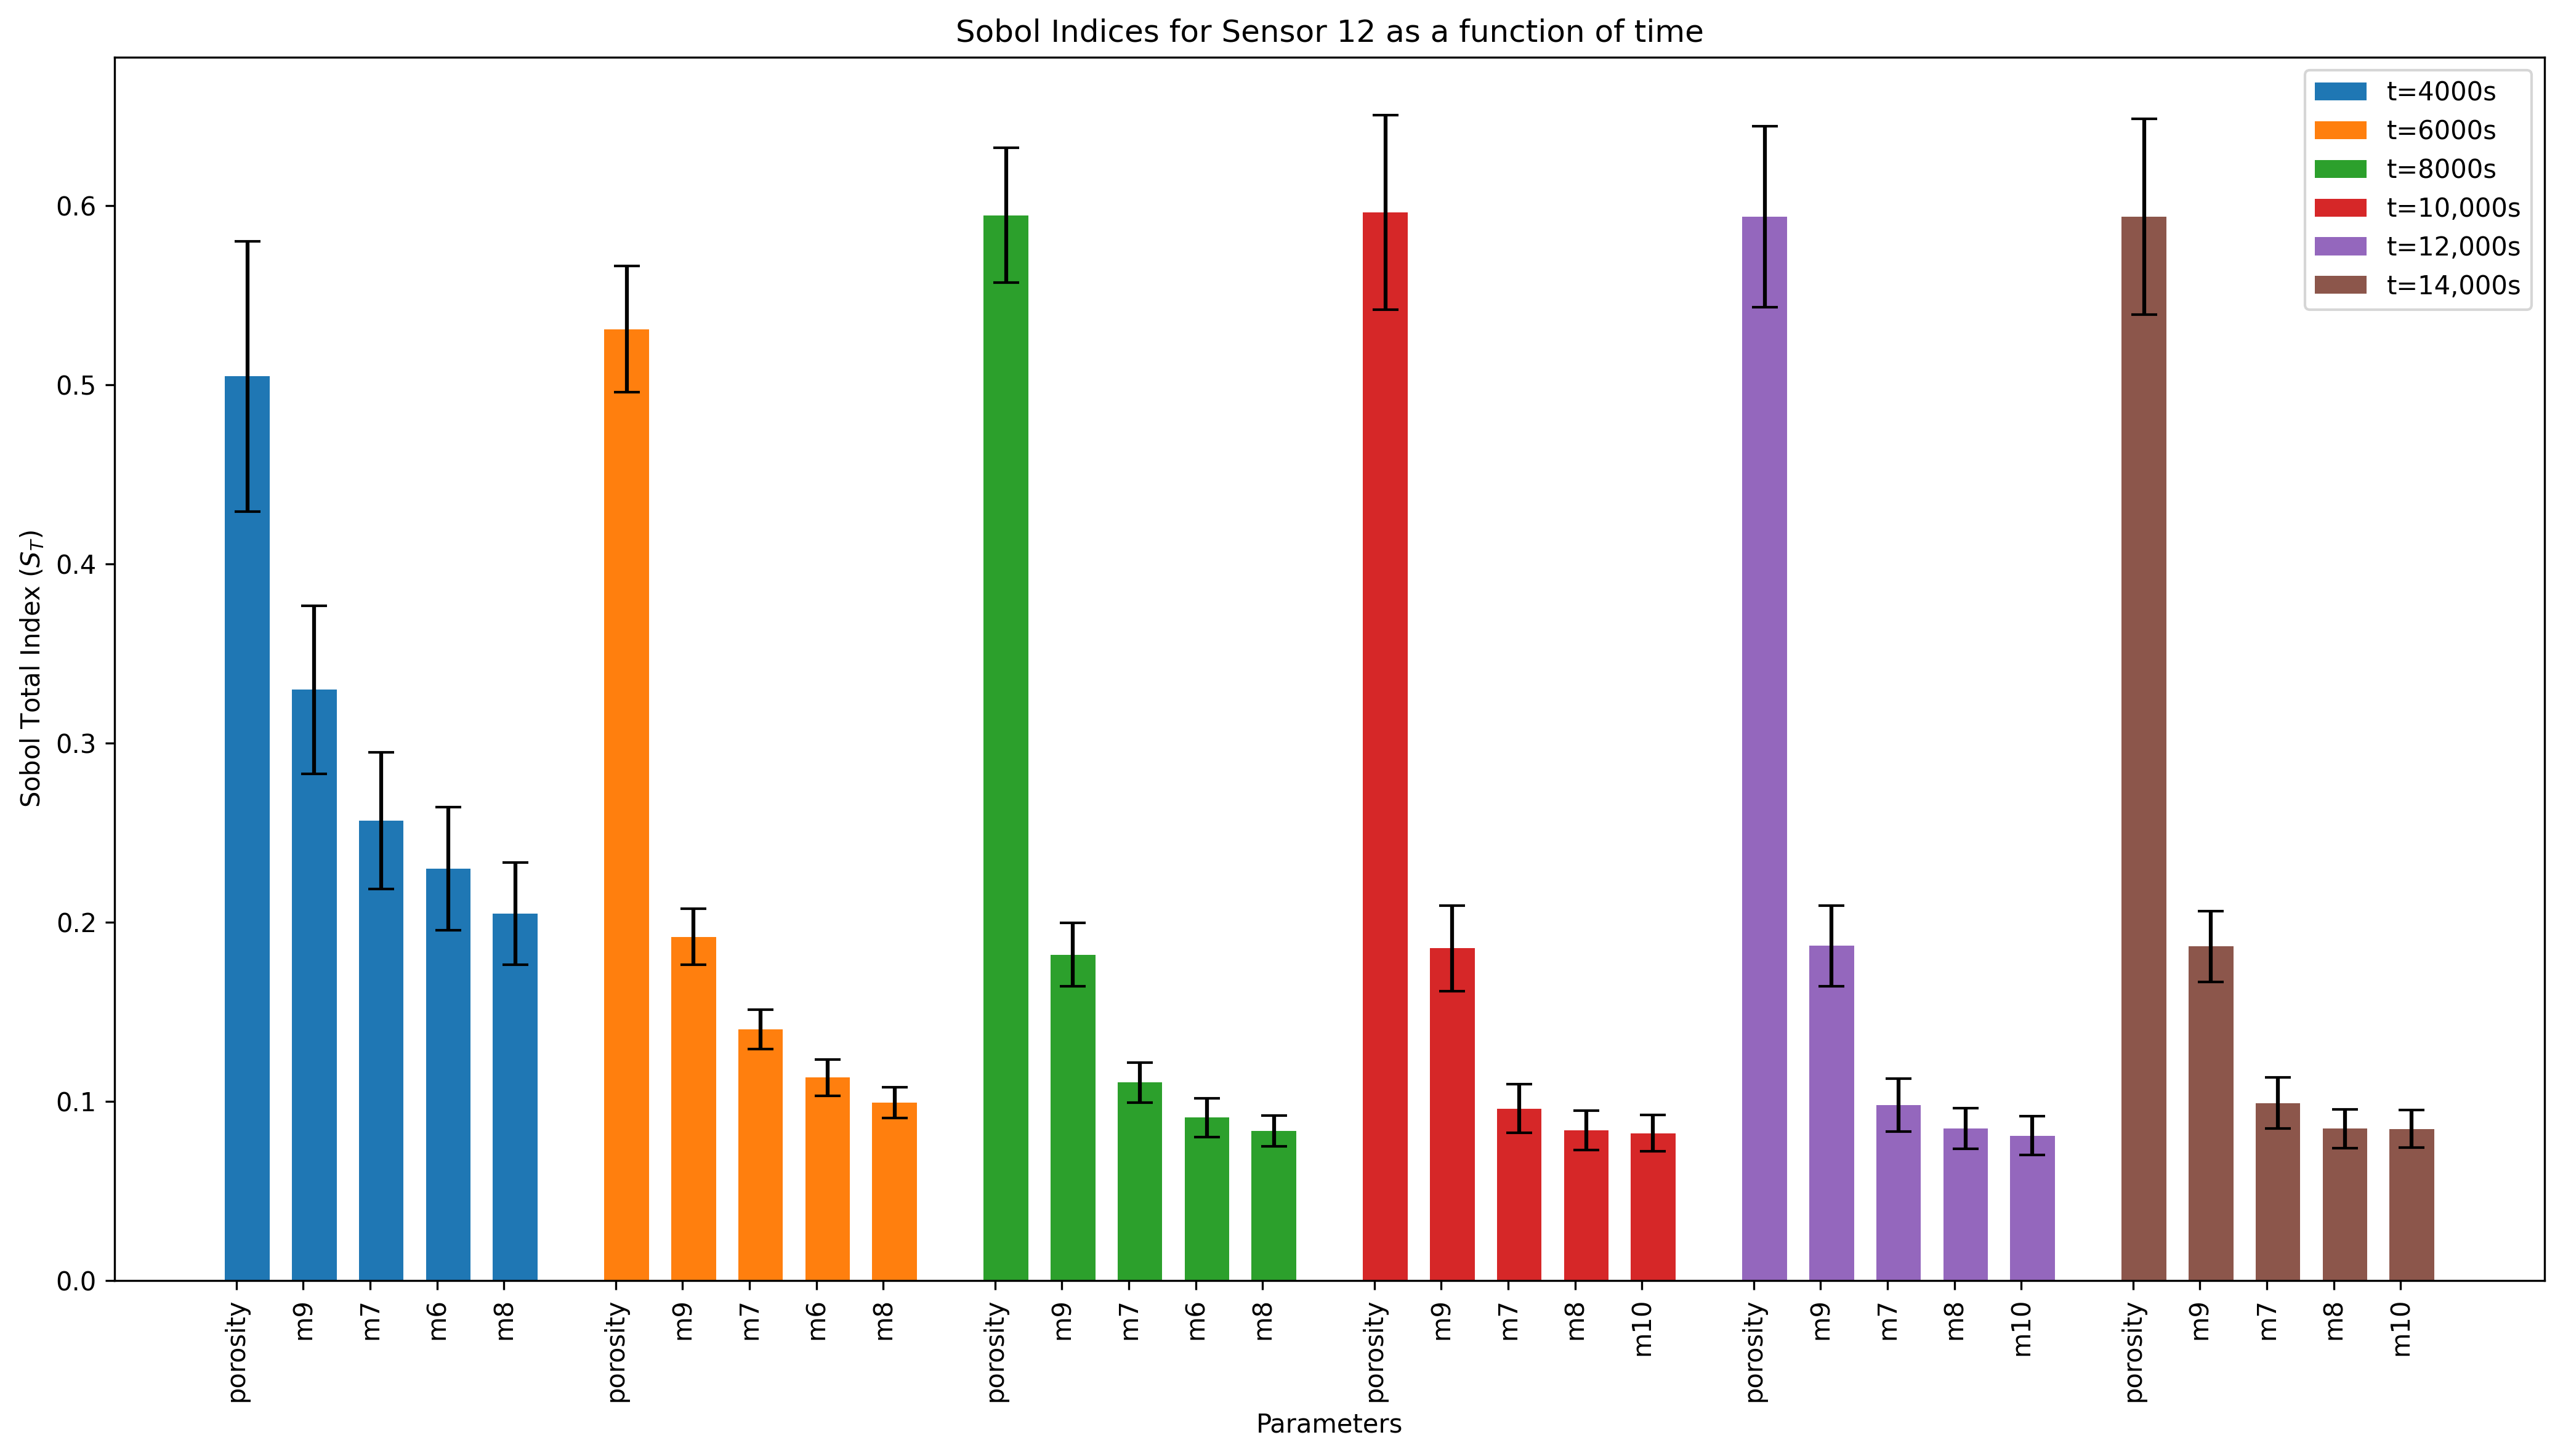 Sobol Indices for Sensor 12 as a function of time
t=4000s
t=6000s
t=8000s
t=10,000s
t=12,000s
t=14,000s
Sobol Total Index (S_T)
0.6
0.5
0.4
0.3
0.2
0.1
0.0
porosity m9 m7 m6 m8 porosity m9 m7 m6 m8 porosity m9 m7 m6 m8 porosity m9 m7 m8 m10 porosity m9 m7 m8 m10 porosity m9 m7 m8 m10
Parameters